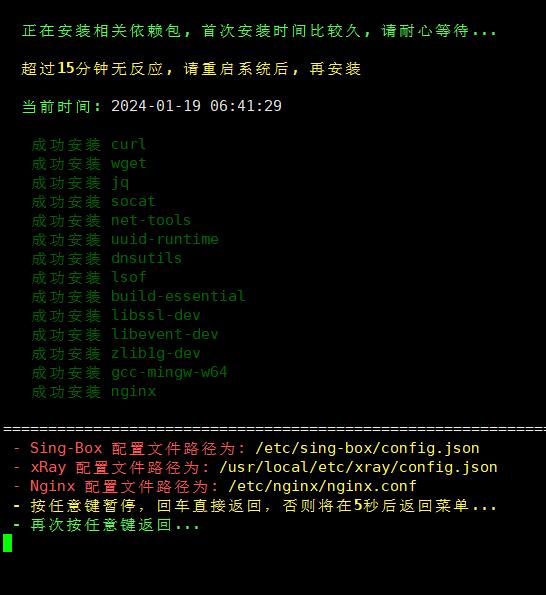 正在安装相关依赖包, 首次安装时间比较久, 请耐心等待...
超过15分钟无反应, 请重启系统后, 再安装
当前时间: 2024-01-19 06:41:29
成功安装 curl
成功安装 wget
成功安装 jq
成功安装 socat
成功安装 net-tools
成功安装 uuid-runtime
成功安装 dnsutils
成功安装 lsof
成功安装 build-essential
成功安装 libssl-dev
成功安装 libevent-dev
成功安装 zlib1g-dev
成功安装 gcc-mingw-w64
成功安装 nginx
============================================================
- Sing-Box 配置文件路径为: /etc/sing-box/config.json
- xRay 配置文件路径为: /usr/local/etc/xray/config.json
- Nginx 配置文件路径为: /etc/nginx/nginx.conf
- 按任意键暂停, 回车直接返回, 否则将在5秒后返回菜单...
- 再次按任意键返回...